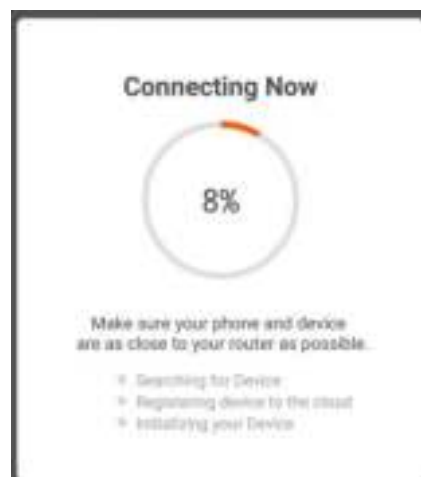 Connecting Now
8%
Make sure your phone and device
are as close to your router as possible.
Searching for Device
Registering device to the cloud
Initializing your Device